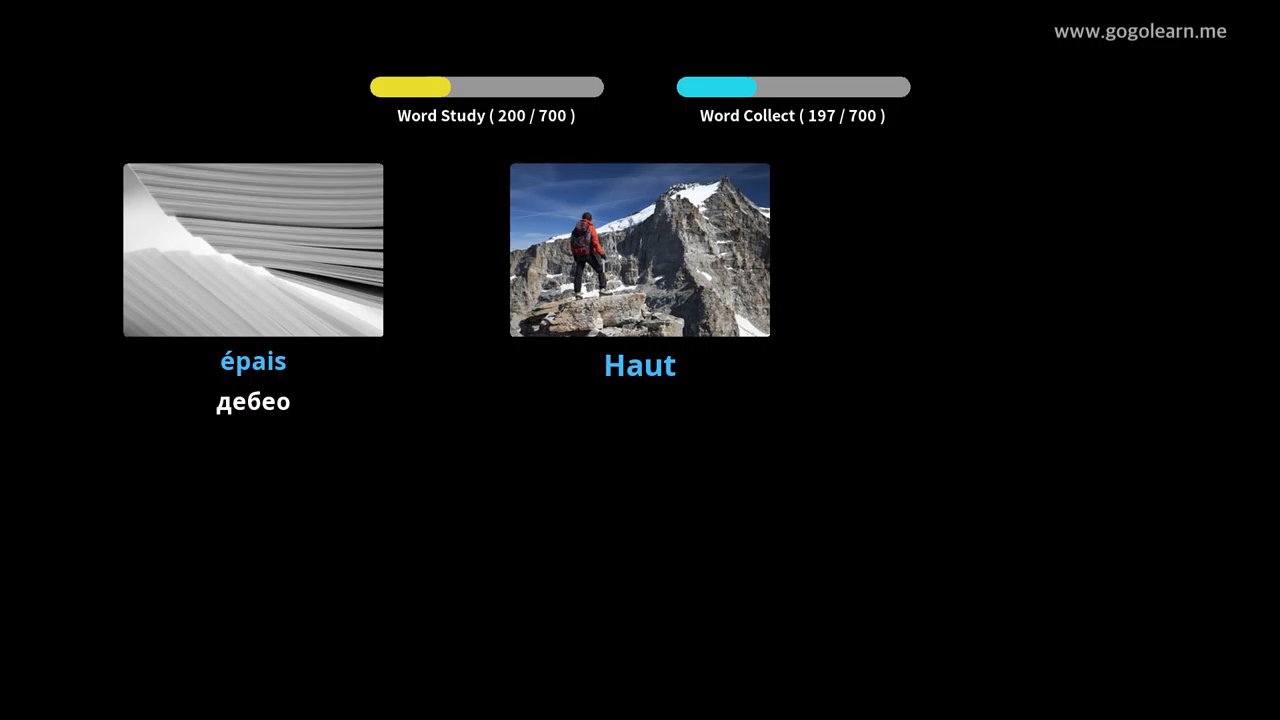 www.gogolearn.me
Word Study ( 200 / 700 )
Word Collect ( 197 / 700 )
épais
дебео
Haut